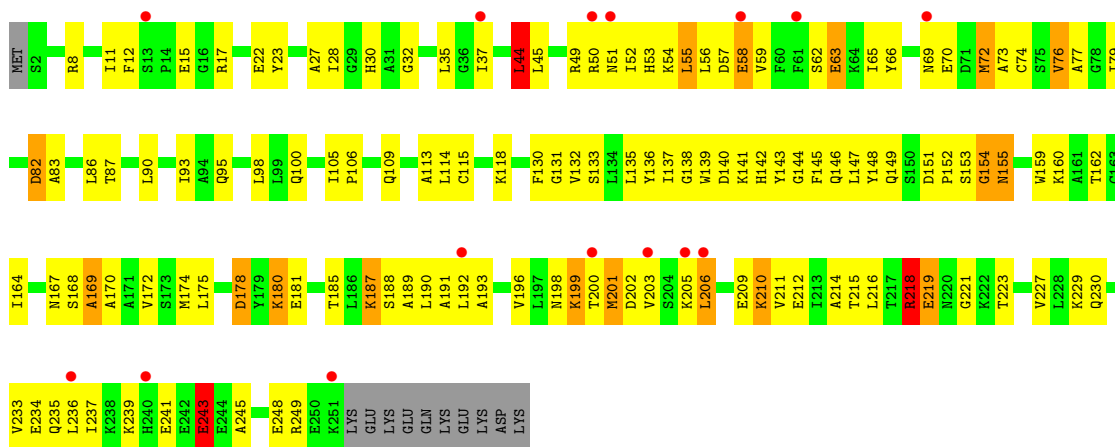 MET S2 R8 I11 F12 S13 P14 E15 G16 R17 E22 Y23 A27 I28 G29 H30 A31 G32 L35 G36 I37 L44 L45 R49 R50 N51 I52 H53 K54 L55 L56 D57 E58 V59 F60 F61 S62 E63 K64 I65 Y66 N69 E70 D71 M72 A73 C74 S75 V76 A77 G78 I79
D82 A83 L86 T87 L90 I93 A94 Q95 L98 L99 Q100 I105 P106 Q109 A113 L114 C115 K118 F130 G131 V132 S133 L134 L135 Y136 I137 G138 W139 D140 K141 H142 Y143 G144 F145 Q146 L147 Y148 Q149 S150 D151 P152 S153 G154 N155 W159 K160 A161 T162 C163
I164 N167 S168 A169 A170 A171 V172 S173 M174 L175 D178 Y179 K180 E181 T185 L186 K187 S188 A189 L190 A191 L192 A193 V196 L197 N198 K199 T200 M201 D202 V203 S204 K205 L206 E209 K210 V211 E212 I213 A214 T215 L216 T217 R218 E219 N220 G221 K222 T223 V227 L228 K229 Q230
V233 E234 Q235 L236 I237 K238 K239 H240 E241 E242 E243 E244 A245 E248 R249 E250 K251 LYS GLU LYS GLU GLN LYS GLU LYS ASP LYS